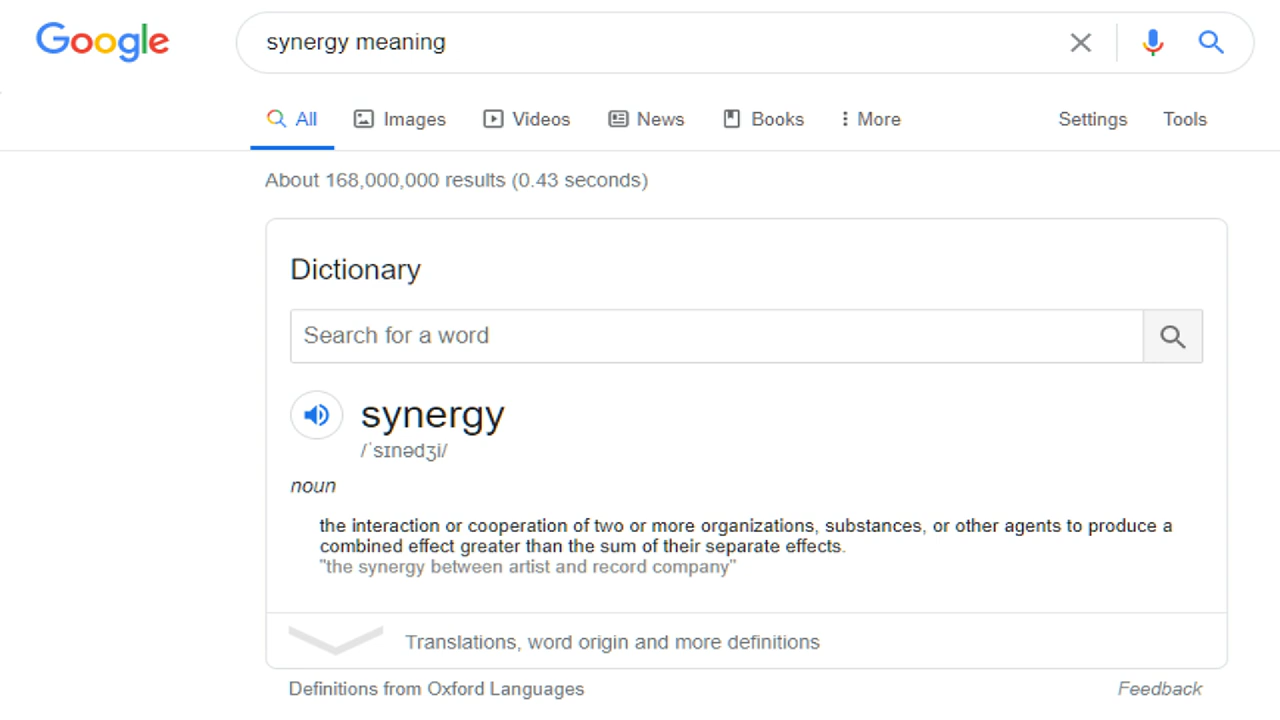 Google synergy meaning
All Images Videos News Books More Settings Tools
About 168,000,000 results (0.43 seconds)
Dictionary
Search for a word
synergy
/ˈsɪnədʒi/
noun
the interaction or cooperation of two or more organizations, substances, or other agents to produce a
combined effect greater than the sum of their separate effects.
"the synergy between artist and record company"
Translations, word origin and more definitions
Definitions from Oxford Languages Feedback